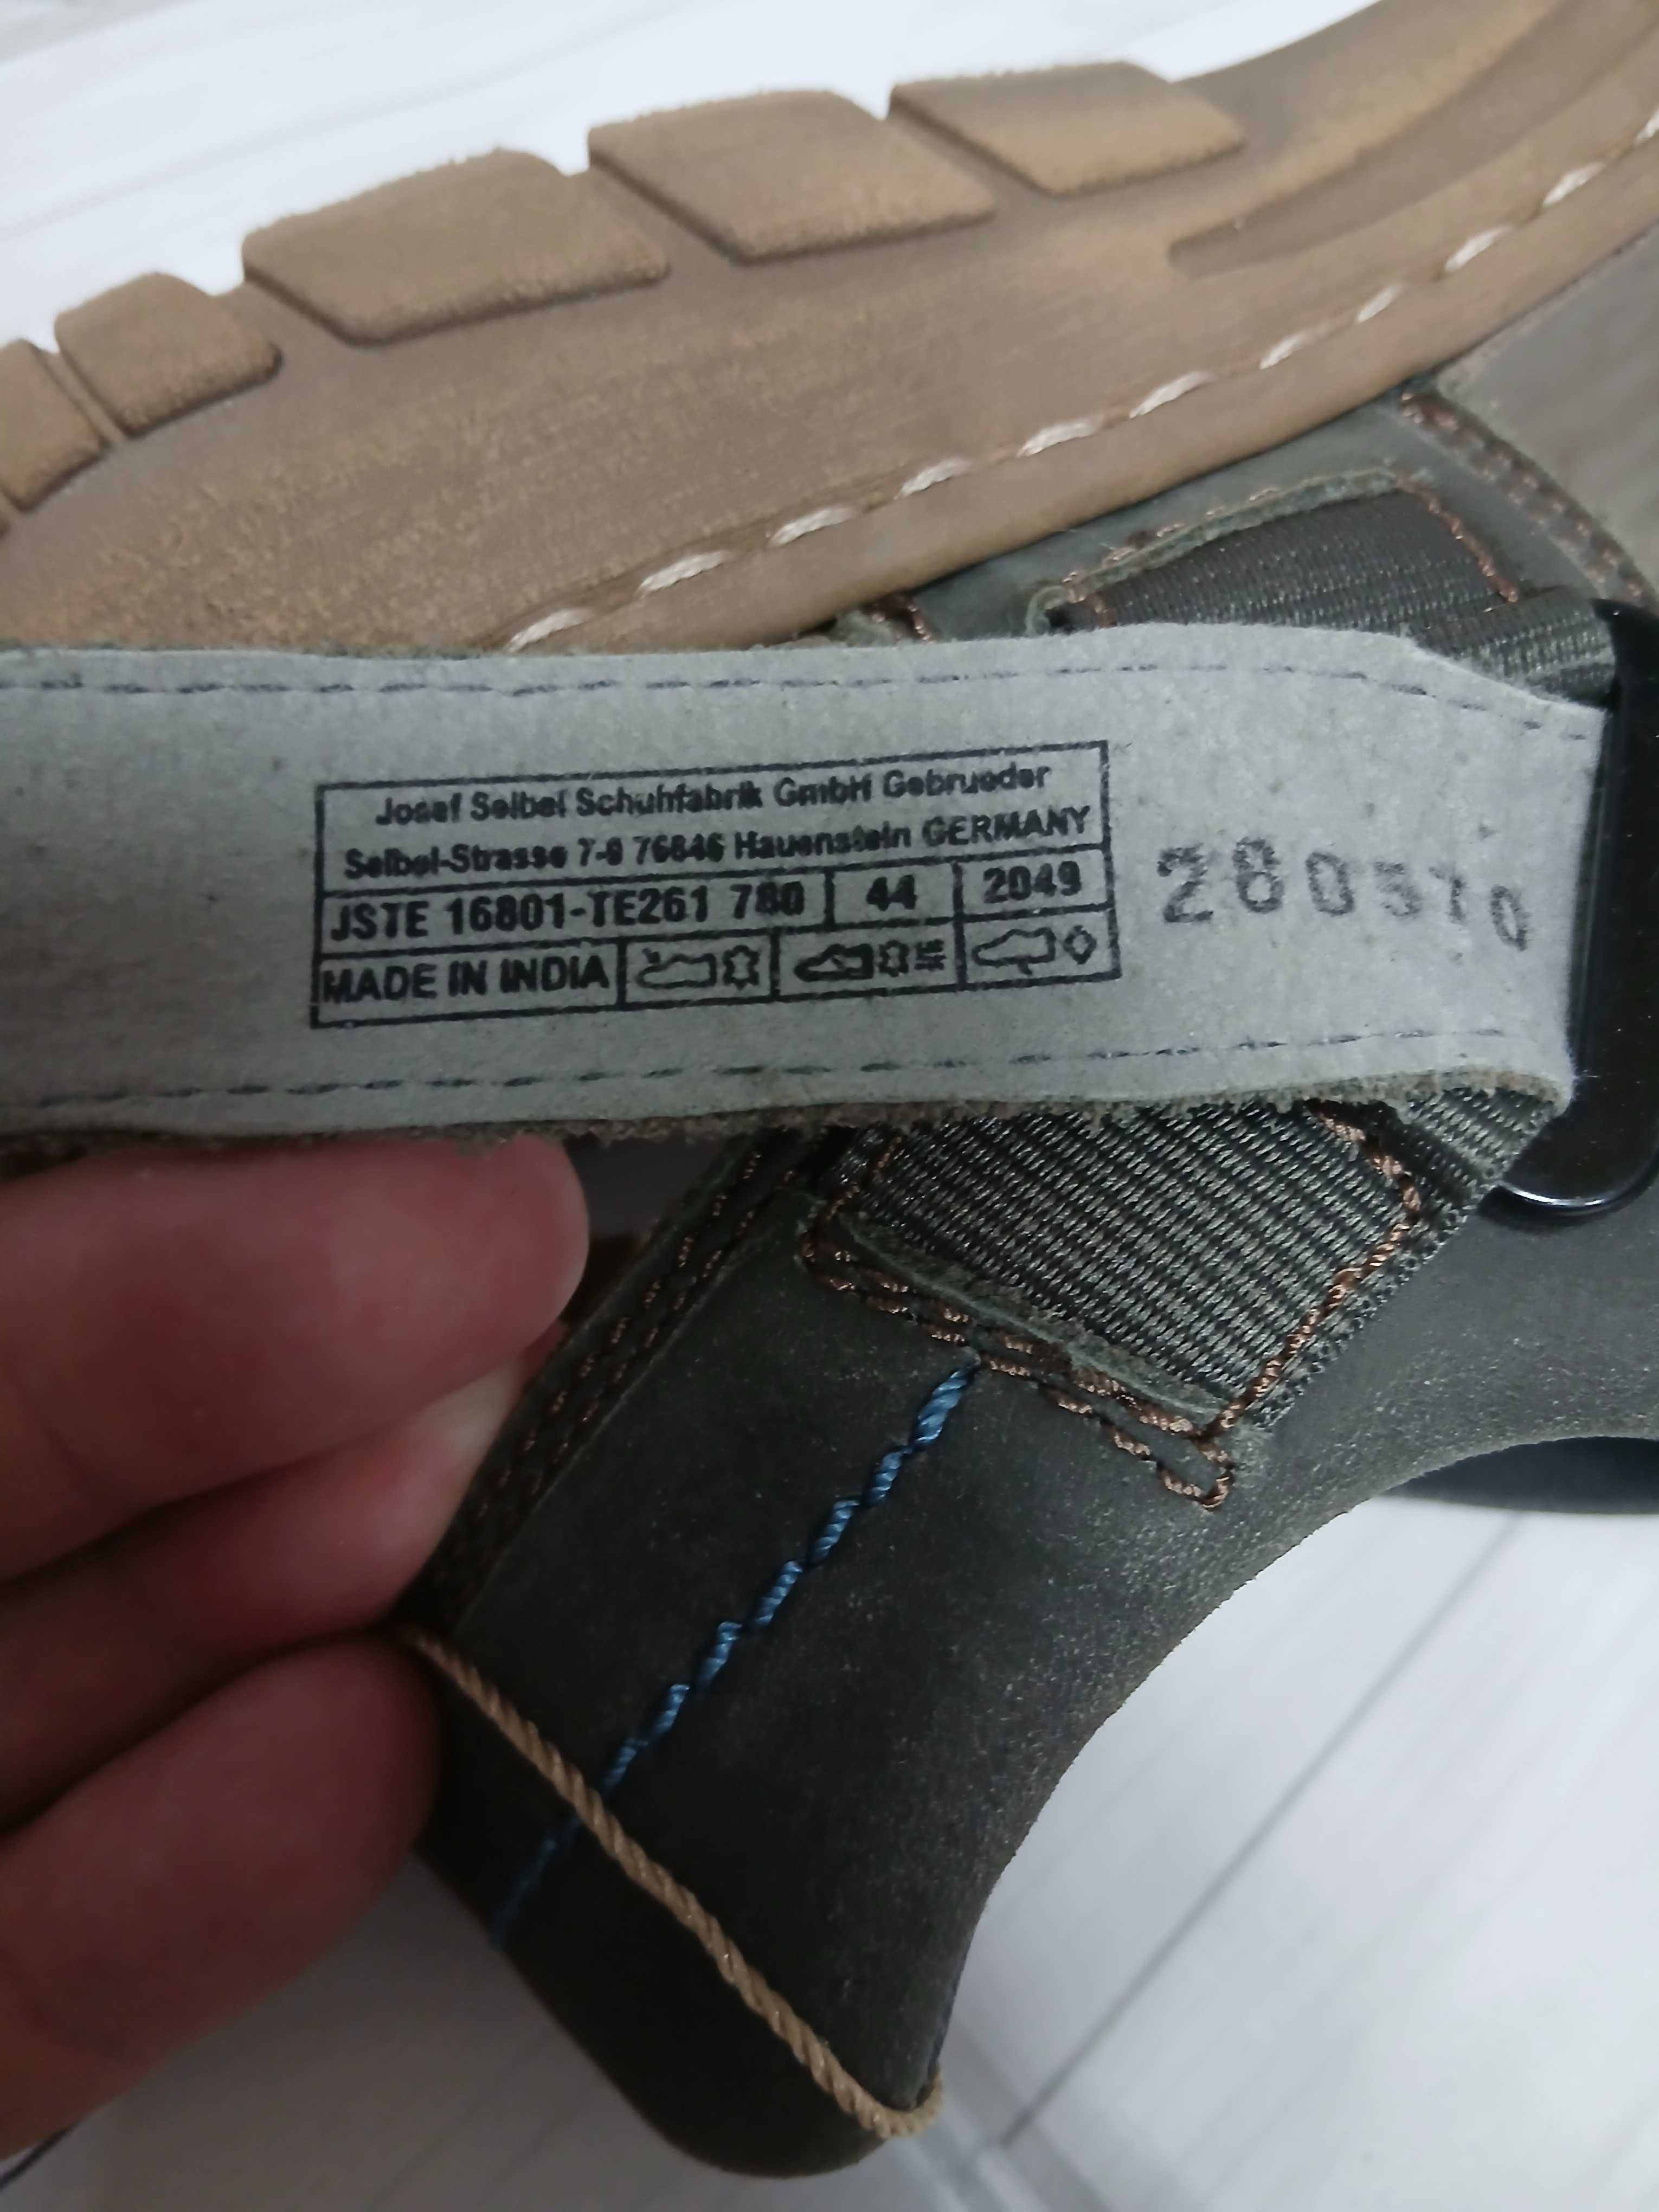 Josef Seibel Schuhfabrik GmbH Gebrueder
Seibel-Strasse 7-9 76846 Hauenstein GERMANY
JSTE 16801-TE261 780 44 2049
MADE IN INDIA
280370